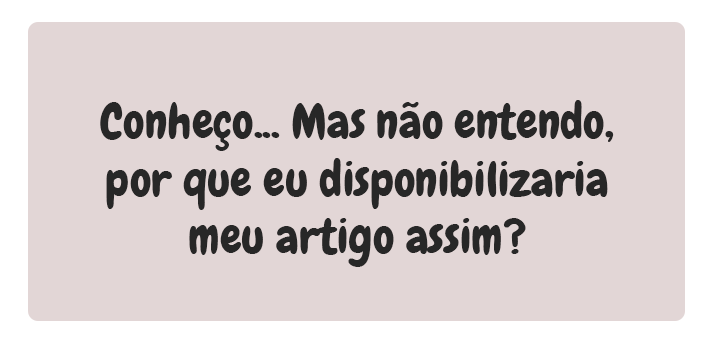 Conheço... Mas não entendo,
por que eu disponibilizaria
meu artigo assim?